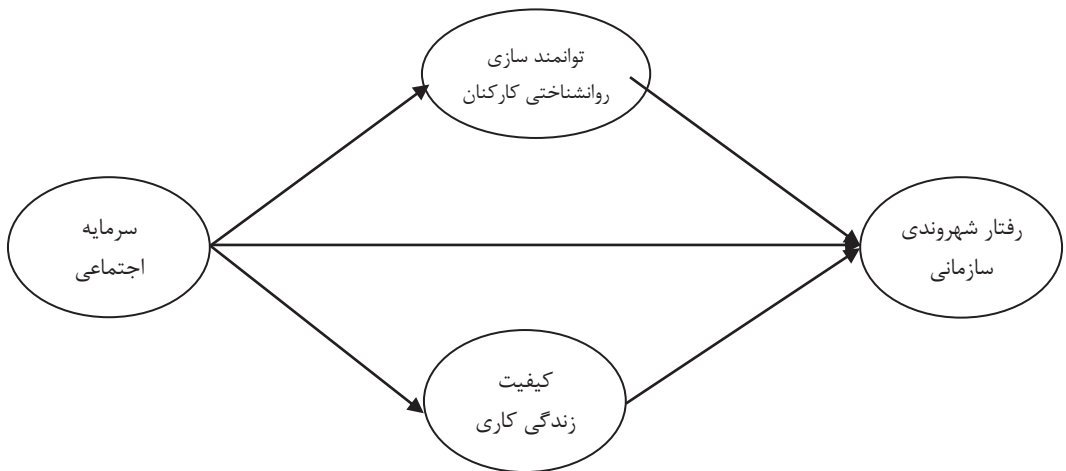 توانمند سازی
روانشناختی کارکنان
سرمایه
اجتماعی
رفتار شهروندی
سازمانی
کیفیت
زندگی کاری